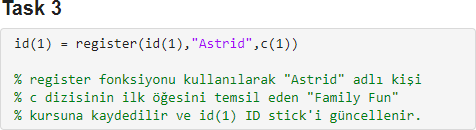 Task 3
id(1) = register(id(1),"Astrid",c(1))
% register fonksiyonu kullanılarak "Astrid" adlı kişi
% c dizisinin ilk öğesini temsil eden "Family Fun"
% kursuna kaydedilir ve id(1) ID stick'i güncellenir.